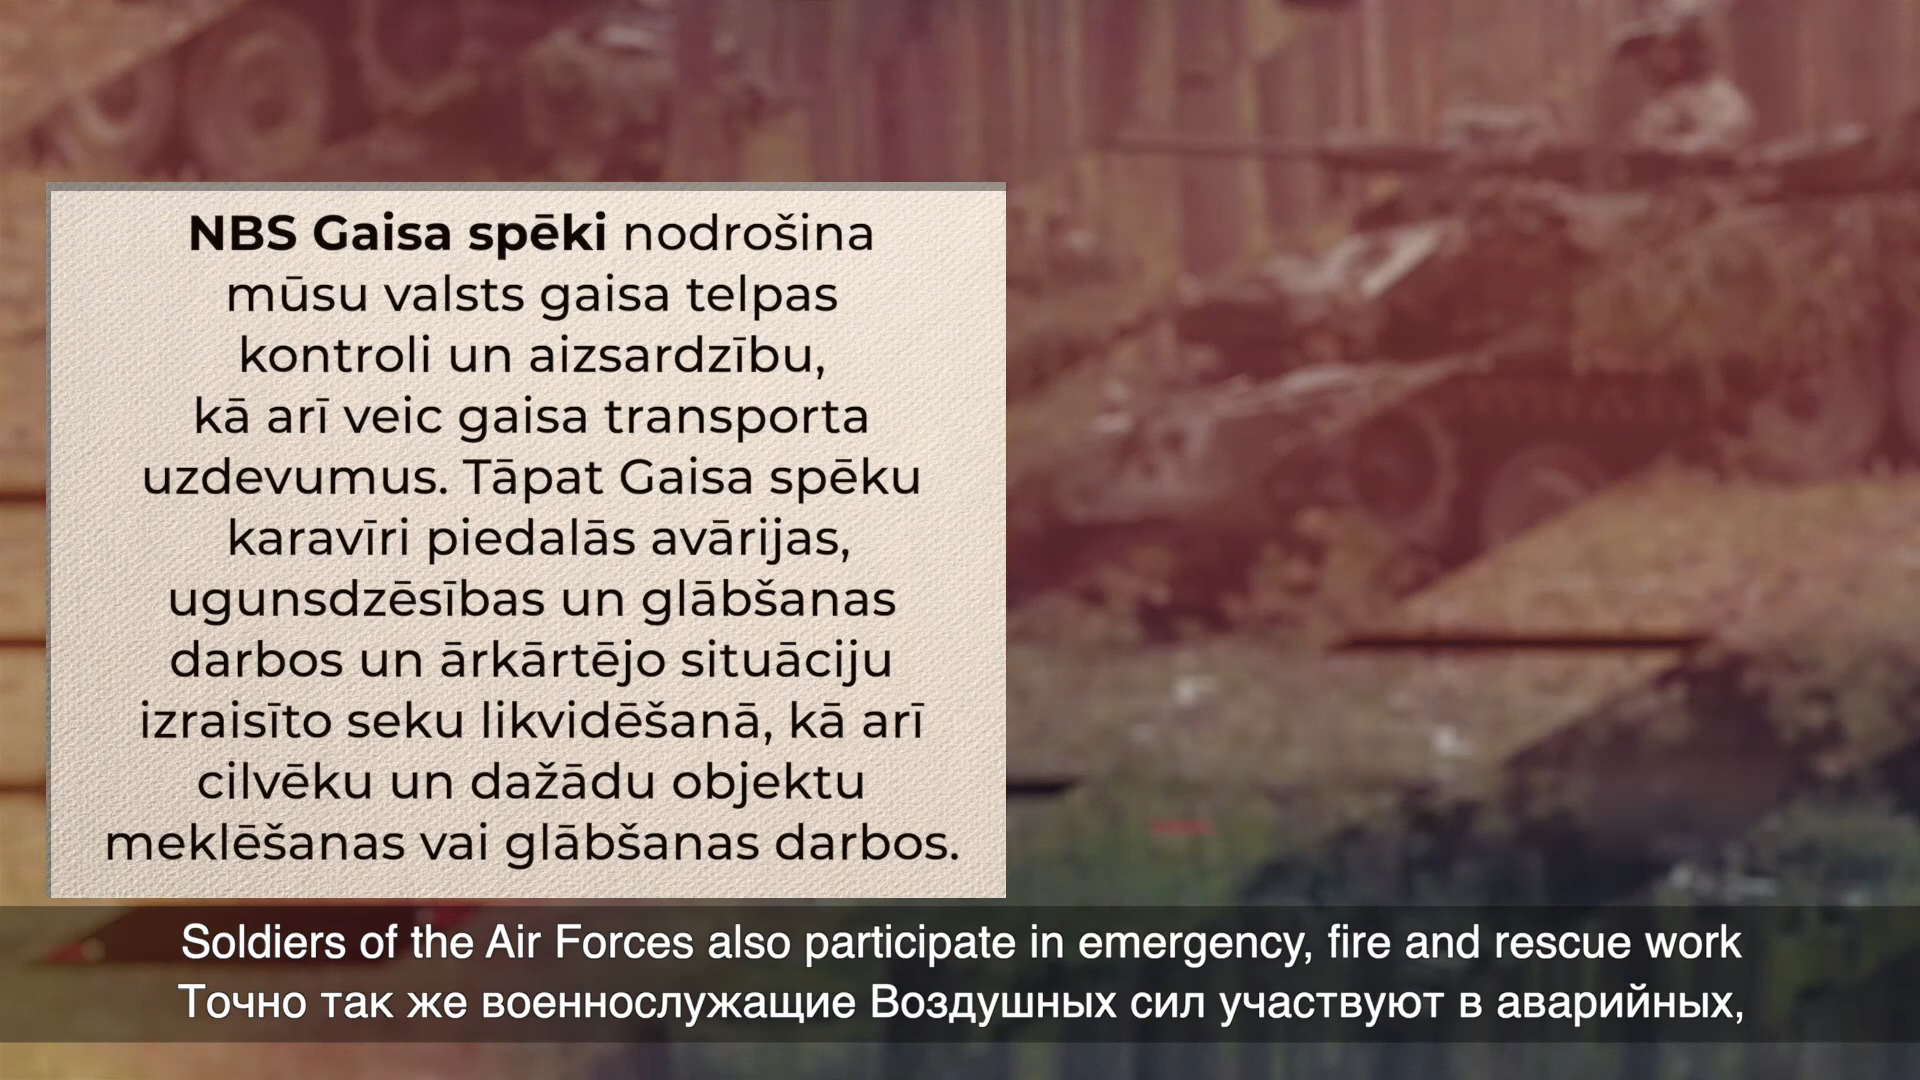 NBS Gaisa spēki nodrošina
mūsu valsts gaisa telpas
kontroli un aizsardzību,
kā arī veic gaisa transporta
uzdevumus. Tāpat Gaisa spēku
karavīri piedalās avārijas,
ugunsdzēsības un glābšanas
darbos un ārkārtējo situāciju
izraisīto seku likvidēšanā, kā arī
cilvēku un dažādu objektu
meklēšanas vai glābšanas darbos.
Soldiers of the Air Forces also participate in emergency, fire and rescue work
Точно так же военнослужащие Воздушных сил участвуют в аварийных,